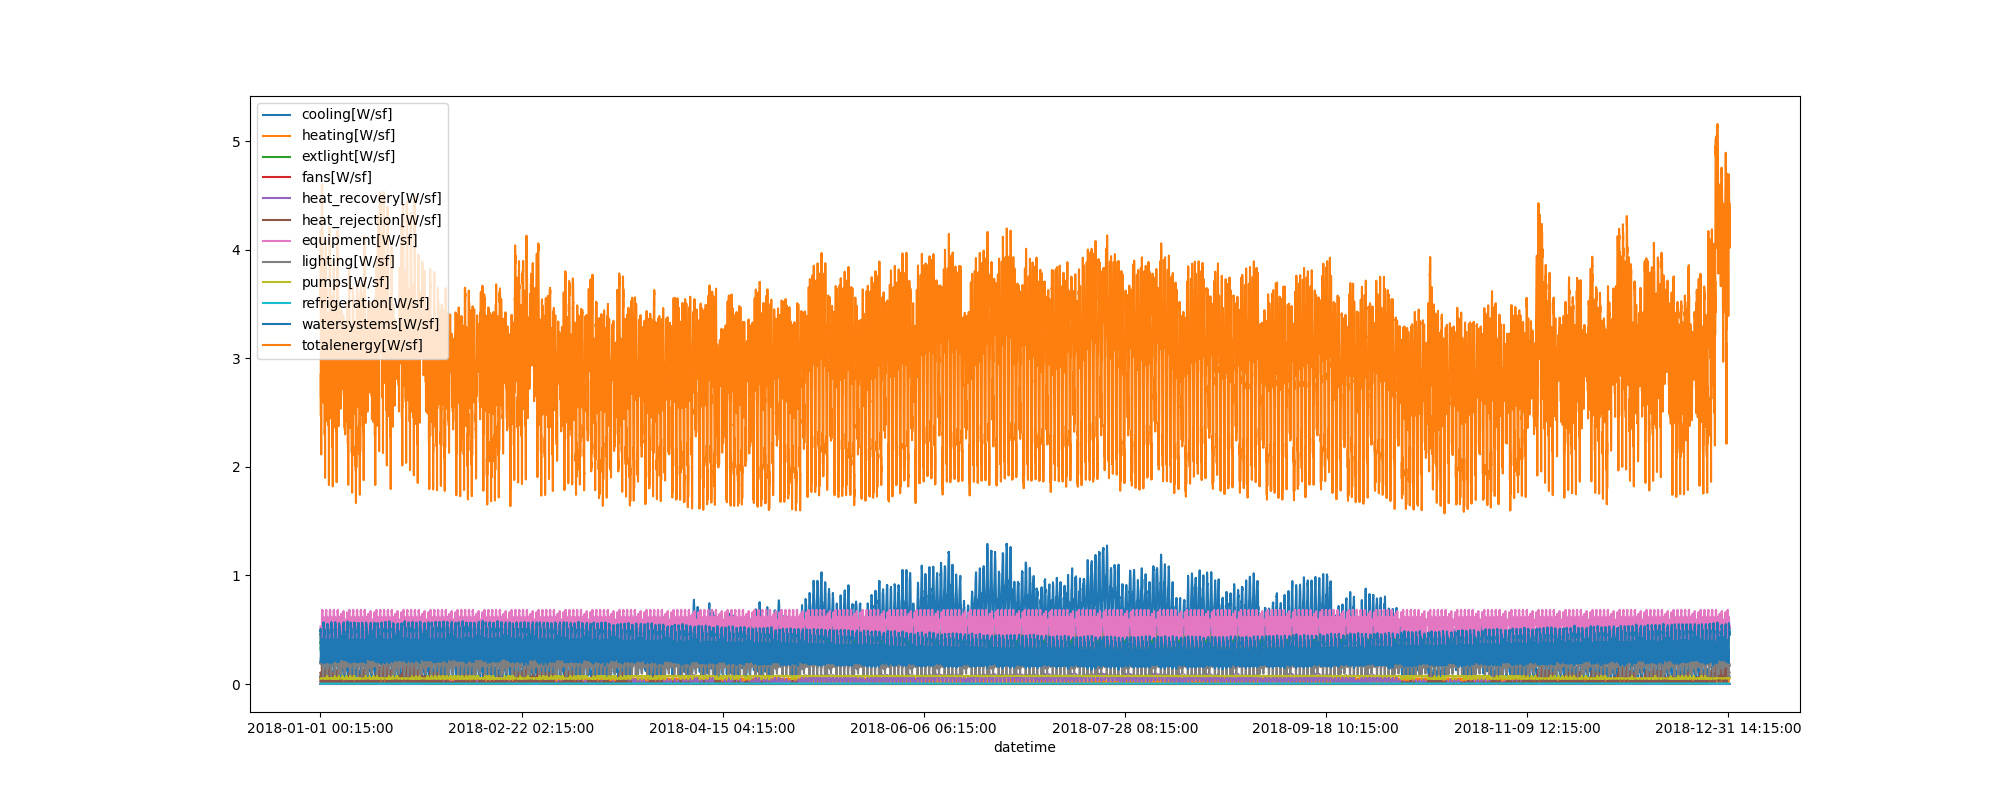 cooling[W/sf]
heating[W/sf]
extlight[W/sf]
fans[W/sf]
heat_recovery[W/sf]
heat_rejection[W/sf]
equipment[W/sf]
lighting[W/sf]
pumps[W/sf]
refrigeration[W/sf]
watersystems[W/sf]
totalenergy[W/sf]
5
4
3
2
1
0
2018-01-01 00:15:00 2018-02-22 02:15:00 2018-04-15 04:15:00 2018-06-06 06:15:00 2018-07-28 08:15:00 2018-09-18 10:15:00 2018-11-09 12:15:00 2018-12-31 14:15:00
datetime